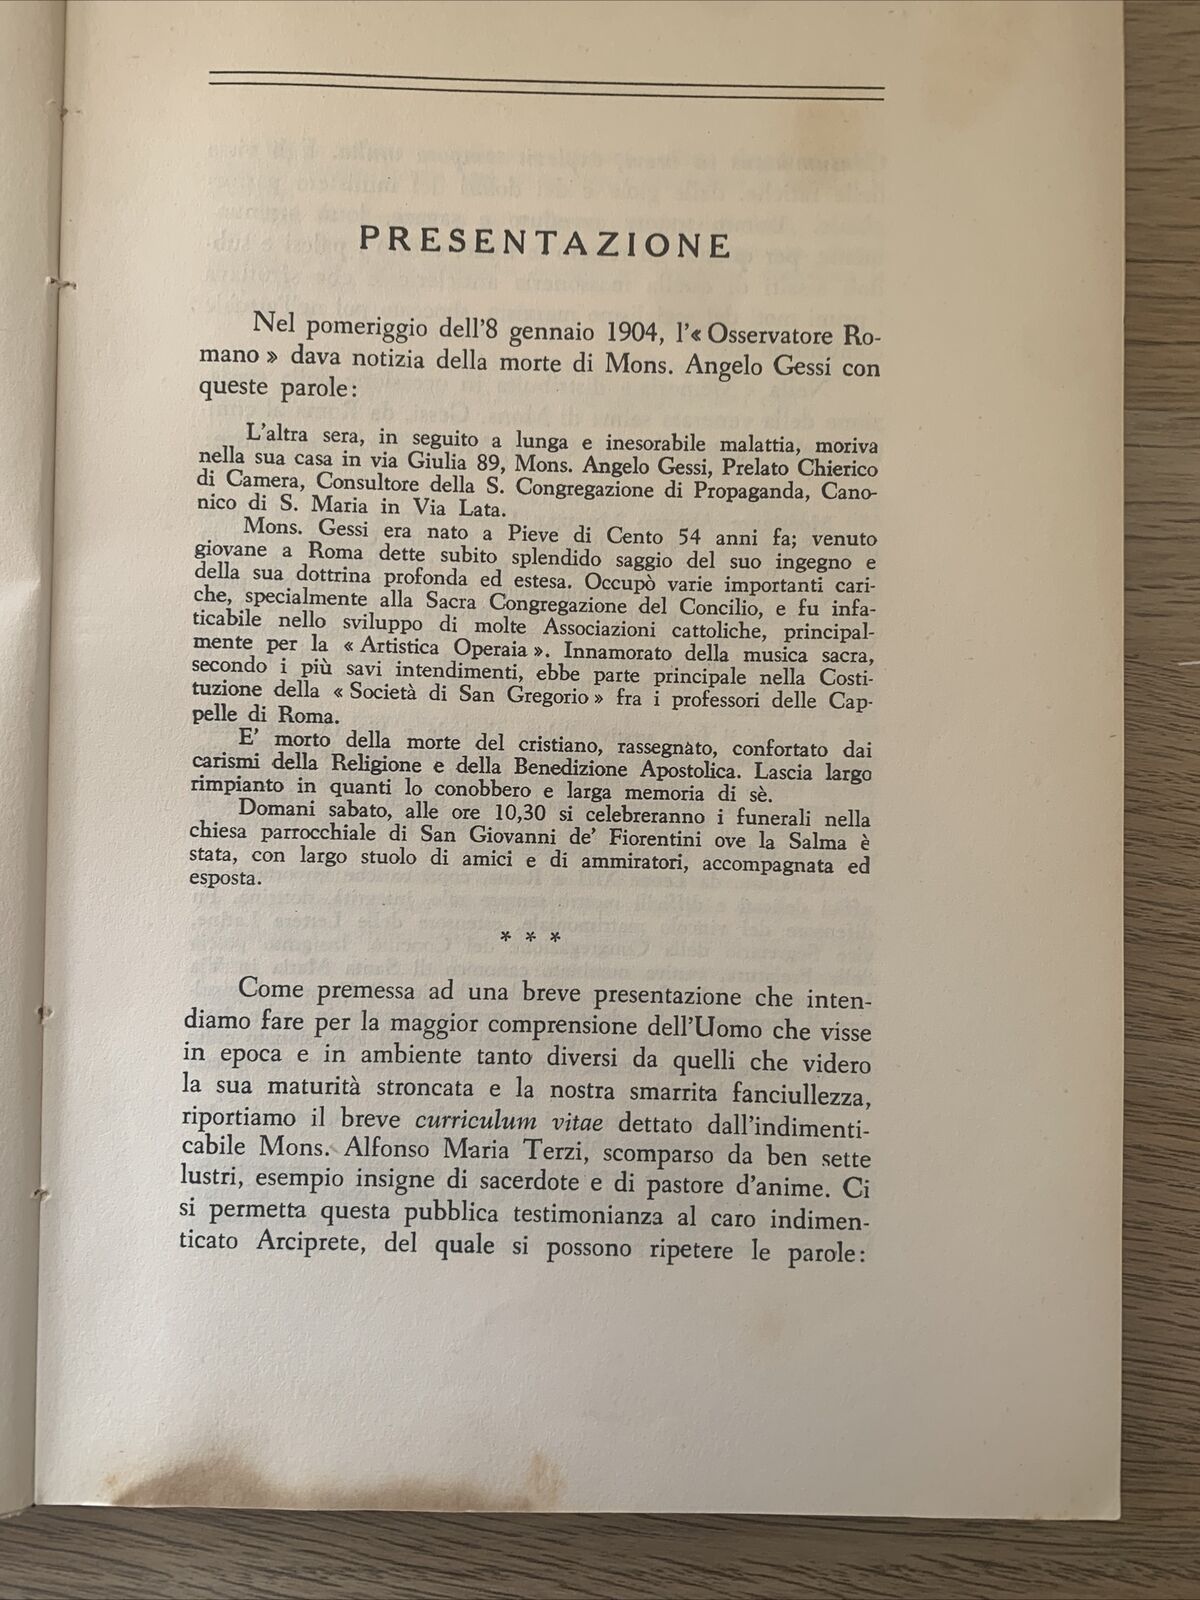 PRESENTAZIONE
Nel pomeriggio dell'8 gennaio 1904, l'« Osservatore Ro-
mano » dava notizia della morte di Mons. Angelo Gessi con
queste parole:
L'altra sera, in seguito a lunga e inesorabile malattia, moriva
nella sua casa in via Giulia 89, Mons. Angelo Gessi, Prelato Chierico
di Camera, Consultore della S. Congregazione di Propaganda, Cano-
nico di S. Maria in Via Lata.
Mons. Gessi era nato a Pieve di Cento 54 anni fa; venuto
giovane a Roma dette subito splendido saggio del suo ingegno e
della sua dottrina profonda ed estesa. Occupò varie importanti cari-
che, specialmente alla Sacra Congregazione del Concilio, e fu infa-
ticabile nello sviluppo di molte Associazioni cattoliche, principal-
mente per la « Artistica Operaia ». Innamorato della musica sacra,
secondo i più savi intendimenti, ebbe parte principale nella Costi-
tuzione della « Società di San Gregorio » fra i professori delle Cap-
pelle di Roma.
E' morto della morte del cristiano, rassegnato, confortato dai
carismi della Religione e della Benedizione Apostolica. Lascia largo
rimpianto in quanti lo conobbero e larga memoria di sè.
Domani sabato, alle ore 10,30 si celebreranno i funerali nella
chiesa parrocchiale di San Giovanni de' Fiorentini ove la Salma è
stata, con largo stuolo di amici e di ammiratori, accompagnata ed
esposta.
* * *
Come premessa ad una breve presentazione che inten-
diamo fare per la maggior comprensione dell'Uomo che visse
in epoca e in ambiente tanto diversi da quelli che videro
la sua maturità stroncata e la nostra smarrita fanciullezza,
riportiamo il breve curriculum vitae dettato dall'indimenti-
cabile Mons. Alfonso Maria Terzi, scomparso da ben sette
lustri, esempio insigne di sacerdote e di pastore d'anime. Ci
si permetta questa pubblica testimonianza al caro indimen-
ticato Arciprete, del quale si possono ripetere le parole: